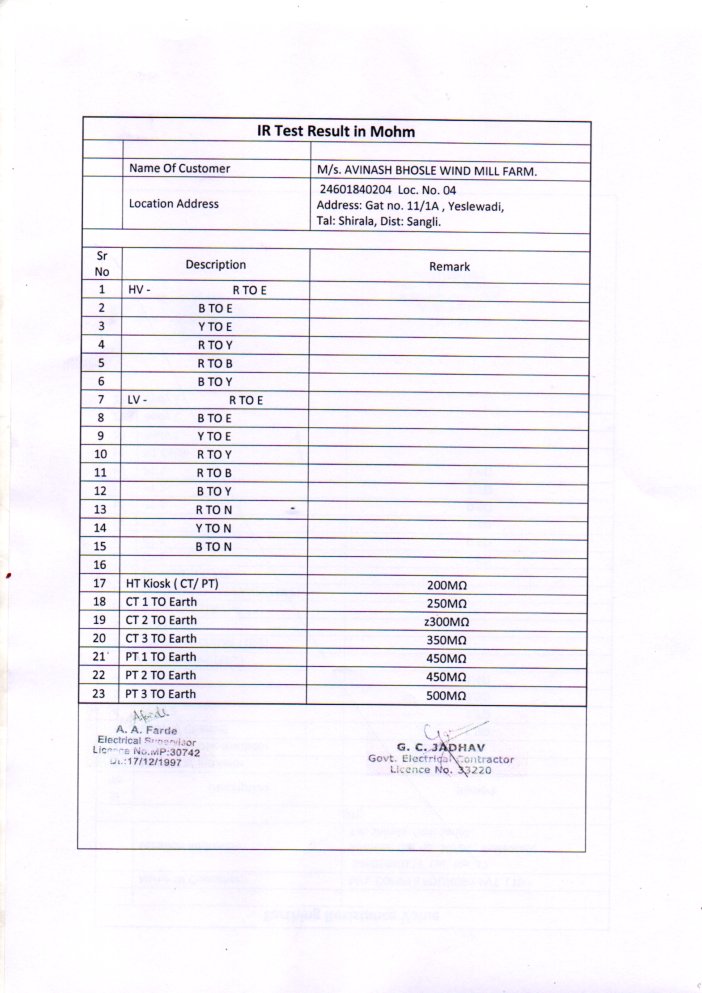 IR Test Result in Mohm
Name Of Customer M/s. AVINASH BHOSLE WIND MILL FARM.
Location Address 24601840204 Loc. No. 04
Address: Gat no. 11/1A , Yeslewadi,
Tal: Shirala, Dist: Sangli.
Sr No Description Remark
1 HV - R TO E
2 B TO E
3 Y TO E
4 R TO Y
5 R TO B
6 B TO Y
7 LV - R TO E
8 B TO E
9 Y TO E
10 R TO Y
11 R TO B
12 B TO Y
13 R TO N -
14 Y TO N
15 B TO N
16
17 HT Kiosk ( CT/ PT) 200MΩ
18 CT 1 TO Earth 250MΩ
19 CT 2 TO Earth z300MΩ
20 CT 3 TO Earth 350MΩ
21 PT 1 TO Earth 450MΩ
22 PT 2 TO Earth 450MΩ
23 PT 3 TO Earth 500MΩ
A. A. Farde
Electrical Supervisor
Licence No.MP:30742
Dt.:17/12/1997
G. C. JADHAV
Govt. Electrical Contractor
Licence No. 33220